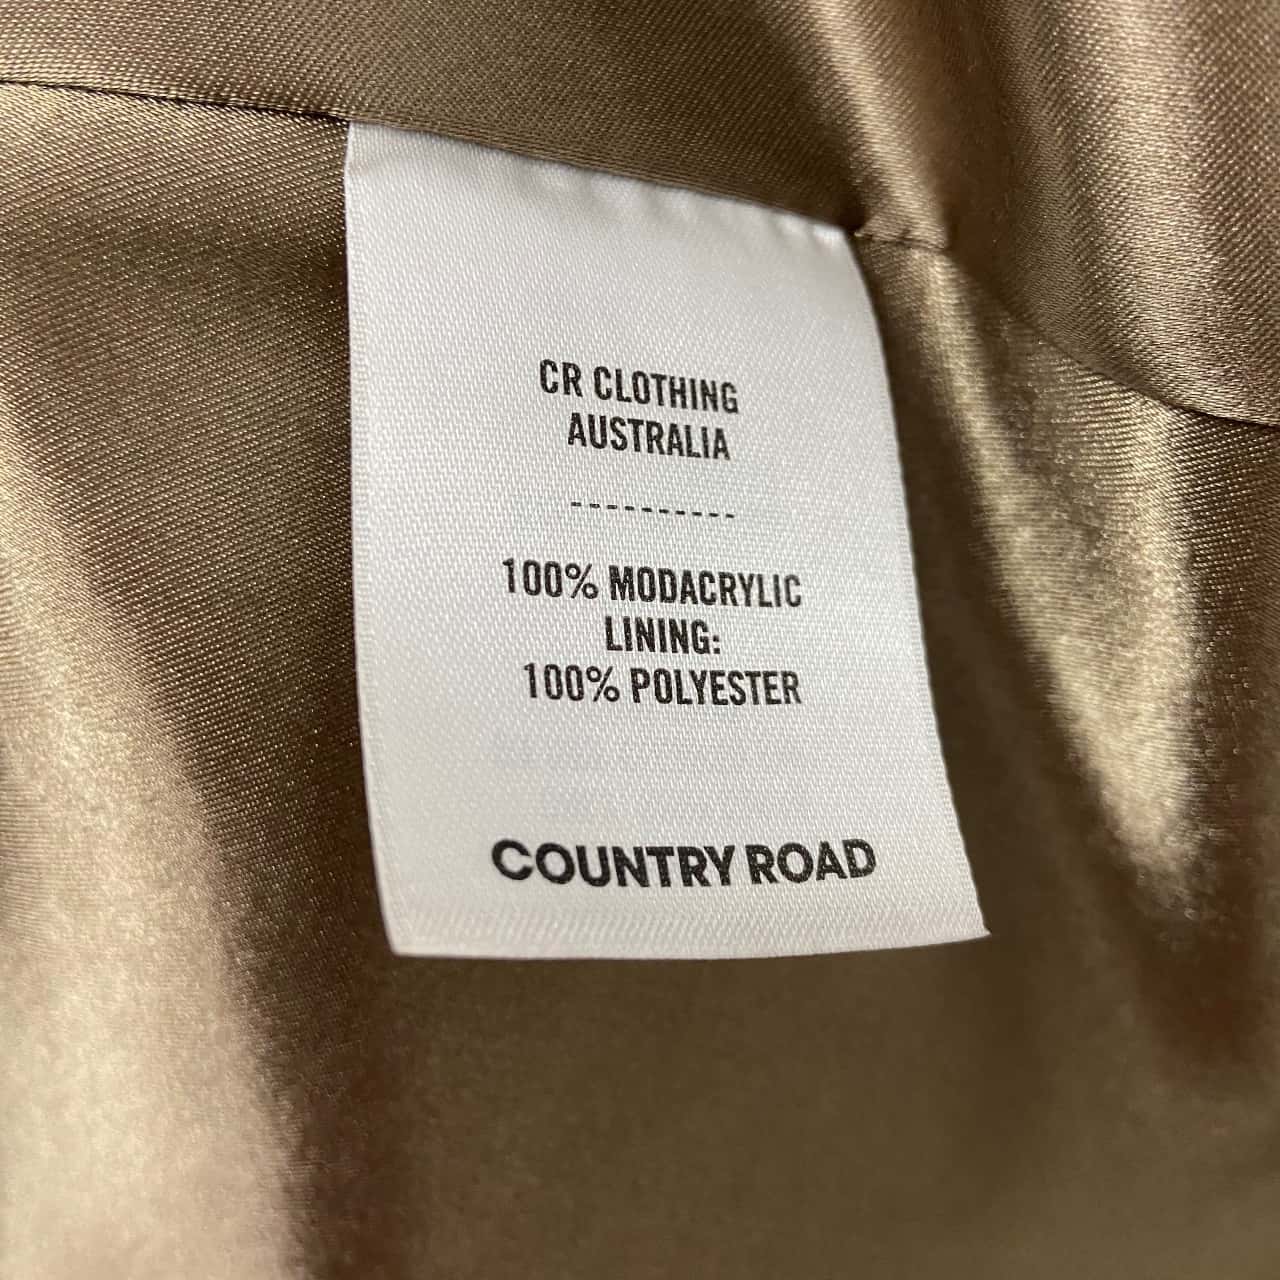 CR CLOTHING
AUSTRALIA
----------
100% MODACRYLIC
LINING:
100% POLYESTER
COUNTRY ROAD